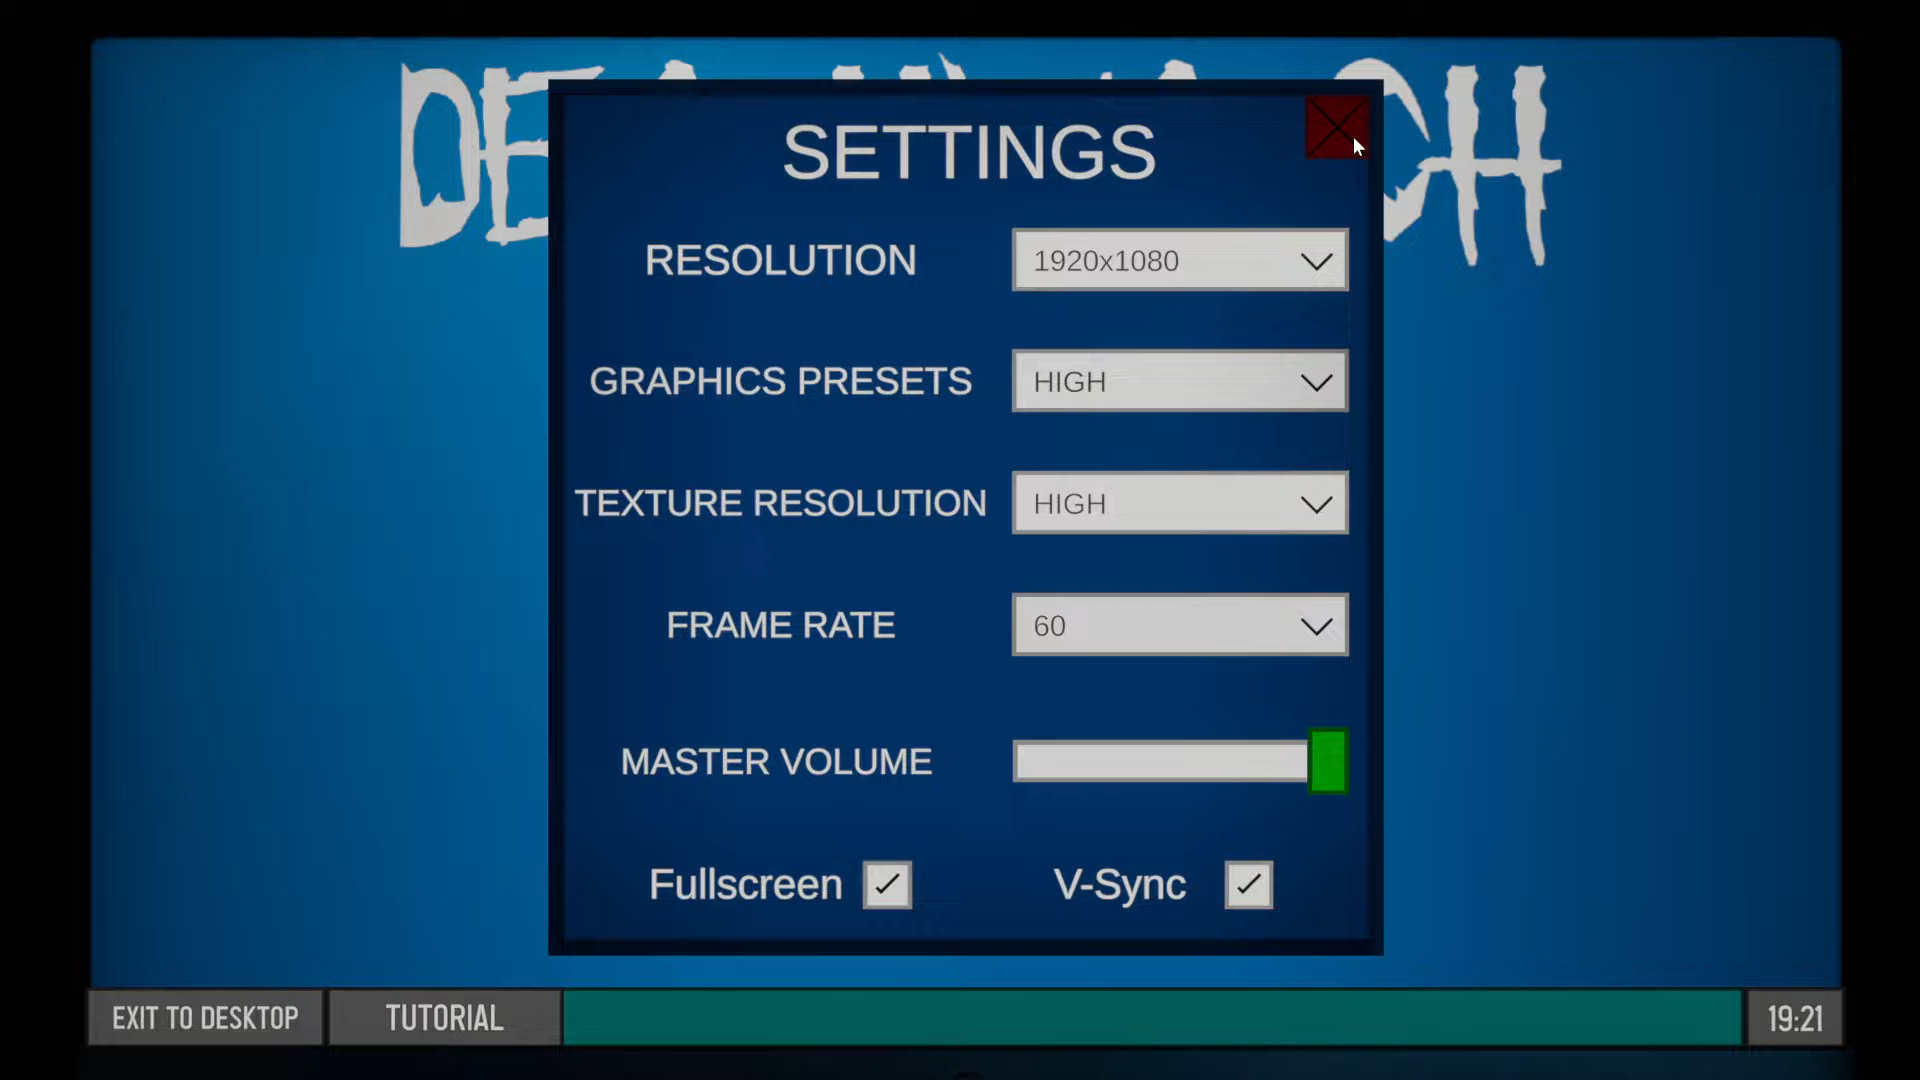 SETTINGS
RESOLUTION 1920x1080
GRAPHICS PRESETS HIGH
TEXTURE RESOLUTION HIGH
FRAME RATE 60
MASTER VOLUME
Fullscreen V-Sync
EXIT TO DESKTOP TUTORIAL 19:21